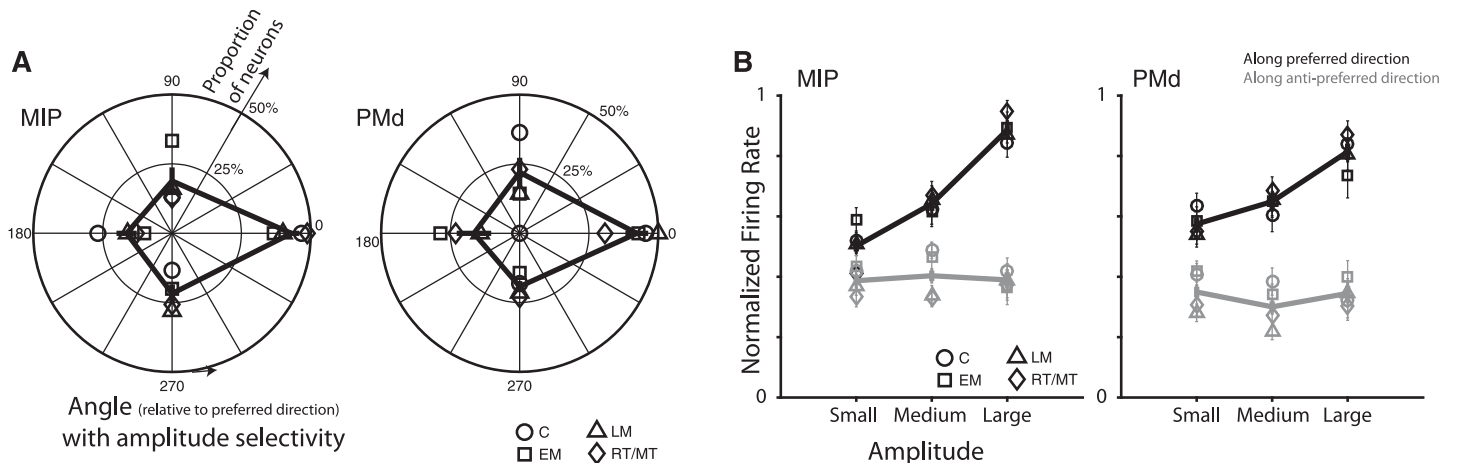 A
MIP
Proportion
of neurons
90
50%
25%
0
180
270
Angle (relative to preferred direction)
with amplitude selectivity
PMd
90
50%
25%
0
180
270
C
LM
EM
RT/MT
B
Along preferred direction
Along anti-preferred direction
MIP
PMd
Normalized Firing Rate
1
0
C
LM
EM
RT/MT
Small Medium Large
1
0
Small Medium Large
Amplitude